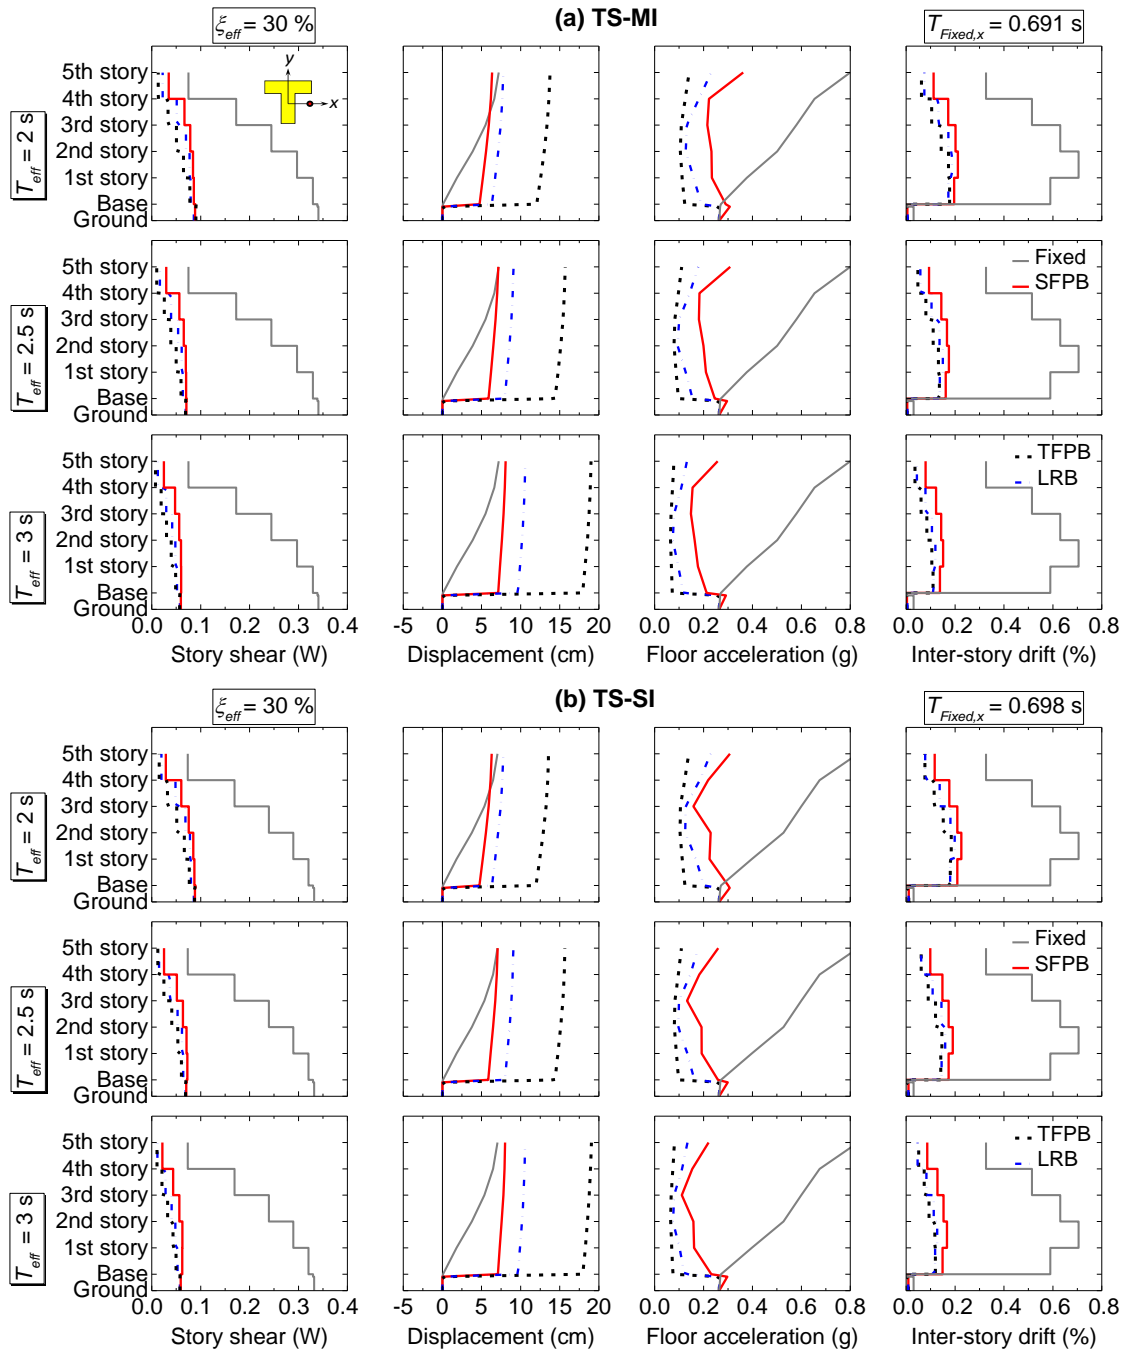 (a) TS-MI
ξeff = 30 %
TFixed,x = 0.691 s
Teff = 2 s
5th story
4th story
3rd story
2nd story
1st story
Base
Ground
y
x
Teff = 2.5 s
5th story
4th story
3rd story
2nd story
1st story
Base
Ground
Fixed
SFPB
Teff = 3 s
5th story
4th story
3rd story
2nd story
1st story
Base
Ground
TFPB
LRB
0.0 0.1 0.2 0.3 0.4
-5 0 5 10 15 20
0.0 0.2 0.4 0.6 0.8
0.0 0.2 0.4 0.6 0.8
Story shear (W)
Displacement (cm)
Floor acceleration (g)
Inter-story drift (%)
(b) TS-SI
ξeff = 30 %
TFixed,x = 0.698 s
Teff = 2 s
5th story
4th story
3rd story
2nd story
1st story
Base
Ground
Teff = 2.5 s
5th story
4th story
3rd story
2nd story
1st story
Base
Ground
Fixed
SFPB
Teff = 3 s
5th story
4th story
3rd story
2nd story
1st story
Base
Ground
TFPB
LRB
0.0 0.1 0.2 0.3 0.4
-5 0 5 10 15 20
0.0 0.2 0.4 0.6 0.8
0.0 0.2 0.4 0.6 0.8
Story shear (W)
Displacement (cm)
Floor acceleration (g)
Inter-story drift (%)